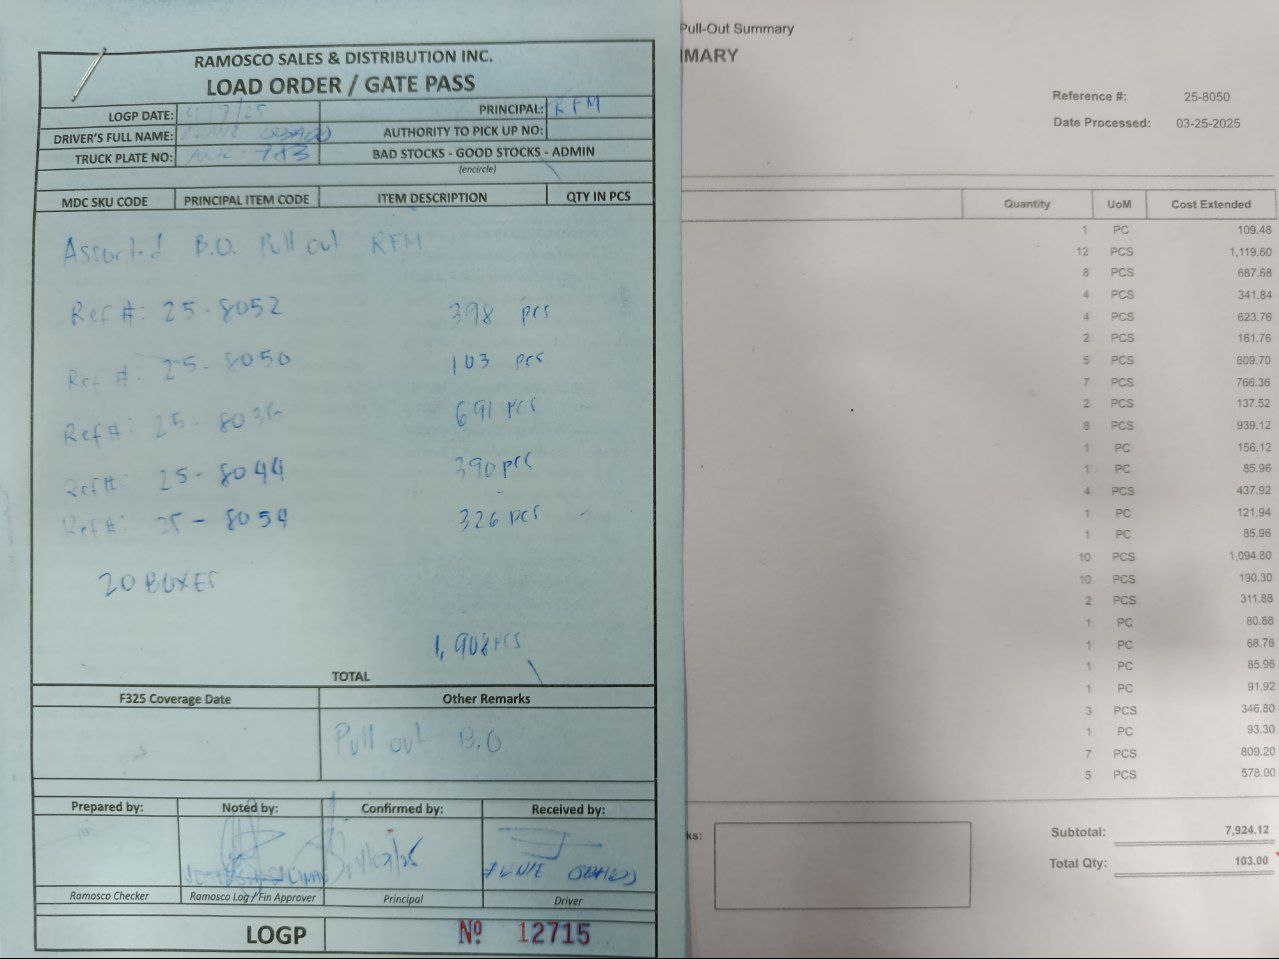 RAMOSCO SALES & DISTRIBUTION INC.
LOAD ORDER / GATE PASS
LOGP DATE: 4/7/25 PRINCIPAL: RFM
DRIVER'S FULL NAME: AUTHORITY TO PICK UP NO:
TRUCK PLATE NO: 783 BAD STOCKS - GOOD STOCKS - ADMIN
(encircle)
MDC SKU CODE PRINCIPAL ITEM CODE ITEM DESCRIPTION QTY IN PCS
Assorted B.O. Pull out RFM
Ref #: 25-8052 398 pcs
Ref #: 25-8050 103 pcs
Ref #: 25-8036 691 pcs
Ref #: 25-8044 390 pcs
Ref #: 25-8054 326 pcs
20 BOXES
1,908 PCS
TOTAL
F325 Coverage Date Other Remarks
Pull out B.O
Prepared by: Noted by: Confirmed by: Received by:
Ramosco Checker Ramosco Log / Fin Approver Principal Driver
LOGP Nº 12715
Pull-Out Summary
MMARY
Reference #: 25-8050
Date Processed: 03-25-2025
Quantity UoM Cost Extended
1 PC 109.48
12 PCS 1,119.60
8 PCS 687.68
4 PCS 341.84
4 PCS 623.76
2 PCS 161.76
5 PCS 609.70
7 PCS 766.36
2 PCS 137.52
8 PCS 939.12
1 PC 156.12
1 PC 85.96
4 PCS 437.92
1 PC 121.94
1 PC 85.96
10 PCS 1,094.80
10 PCS 190.30
2 PCS 311.88
1 PC 80.88
1 PC 68.76
1 PC 85.96
1 PC 91.92
3 PCS 346.80
1 PC 93.30
7 PCS 809.20
5 PCS 578.00
ks:
Subtotal: 7,924.12
Total Qty: 103.00